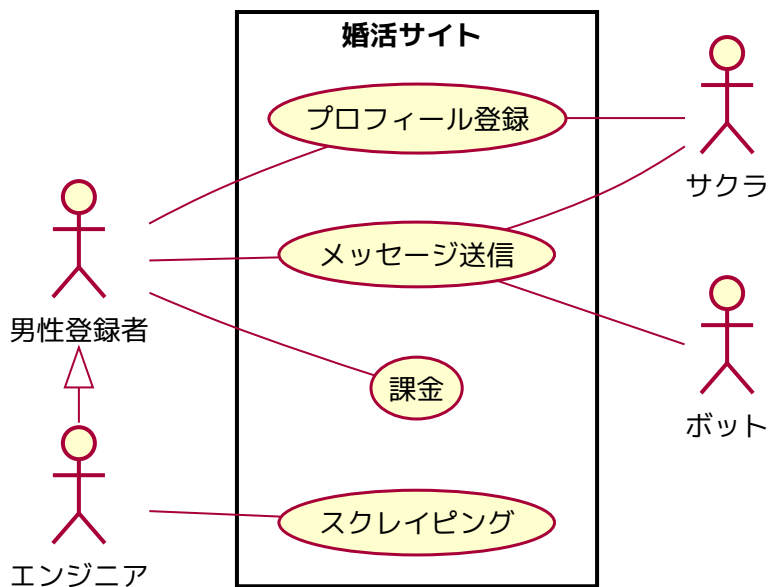 婚活サイト
プロフィール登録
サクラ
メッセージ送信
男性登録者
課金
ボット
スクレイピング
エンジニア